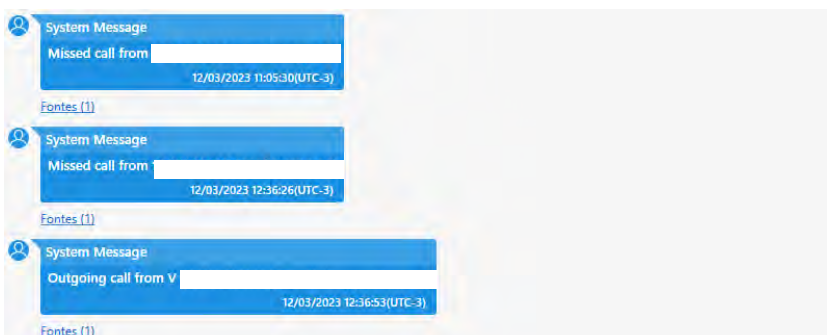 System Message
Missed call from
12/03/2023 11:05:30(UTC-3)
Fontes (1)
System Message
Missed call from
12/03/2023 12:36:26(UTC-3)
Fontes (1)
System Message
Outgoing call from V
12/03/2023 12:36:53(UTC-3)
Fontes (1)